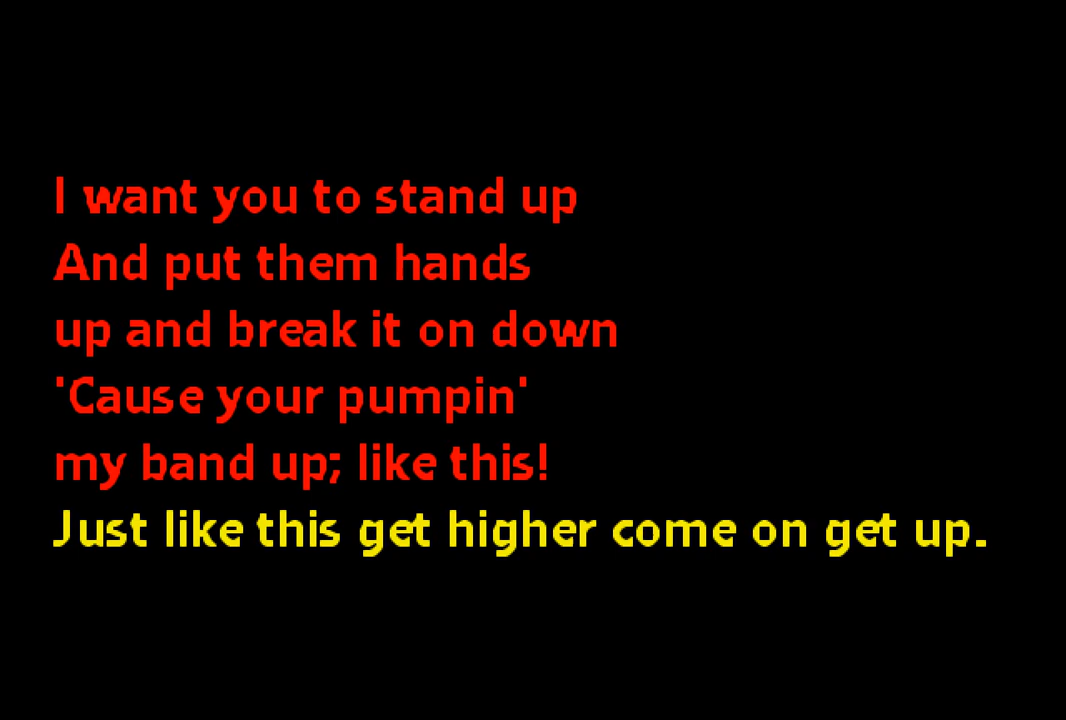 I want you to stand up
And put them hands
up and break it on down
'Cause your pumpin'
my band up; like this!
Just like this get higher come on get up.